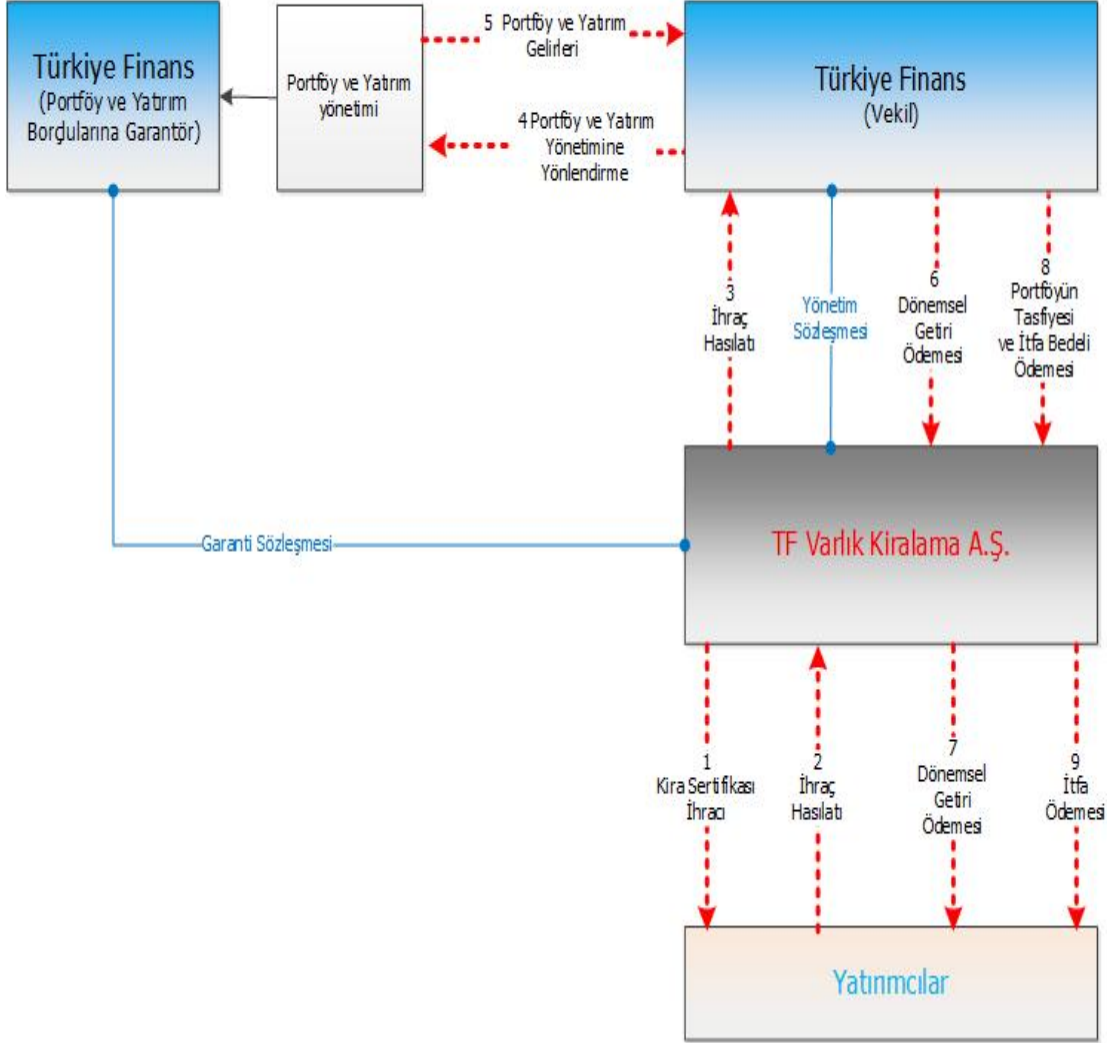 Türkiye Finans
(Portföy ve Yatırım
Borçlularına Garantör)
Portföy ve Yatırım
yönetimi
5 Portföy ve Yatırım
Gelirleri
4 Portföy ve Yatırım
Yönetimine
Yönlendirme
Türkiye Finans
(Vekil)
3
İhraç
Hasılatı
Yönetim
Sözleşmesi
6
Dönemsel
Getiri
Ödemesi
8
Portföyün
Tasfiyesi
ve İtfa Bedeli
Ödemesi
Garanti Sözleşmesi
TF Varlık Kiralama A.Ş.
1
Kira Sertifikası
İhracı
2
İhraç
Hasılatı
7
Dönemsel
Getiri
Ödemesi
9
İtfa
Ödemesi
Yatırımcılar